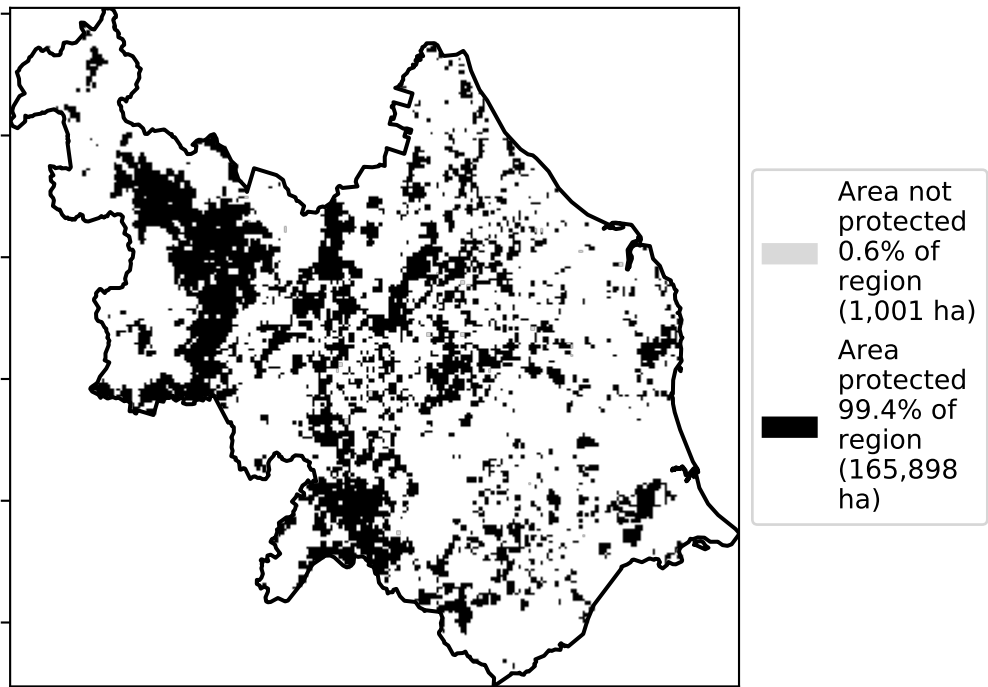 Area not
protected
0.6% of
region
(1,001 ha)
Area
protected
99.4% of
region
(165,898
ha)